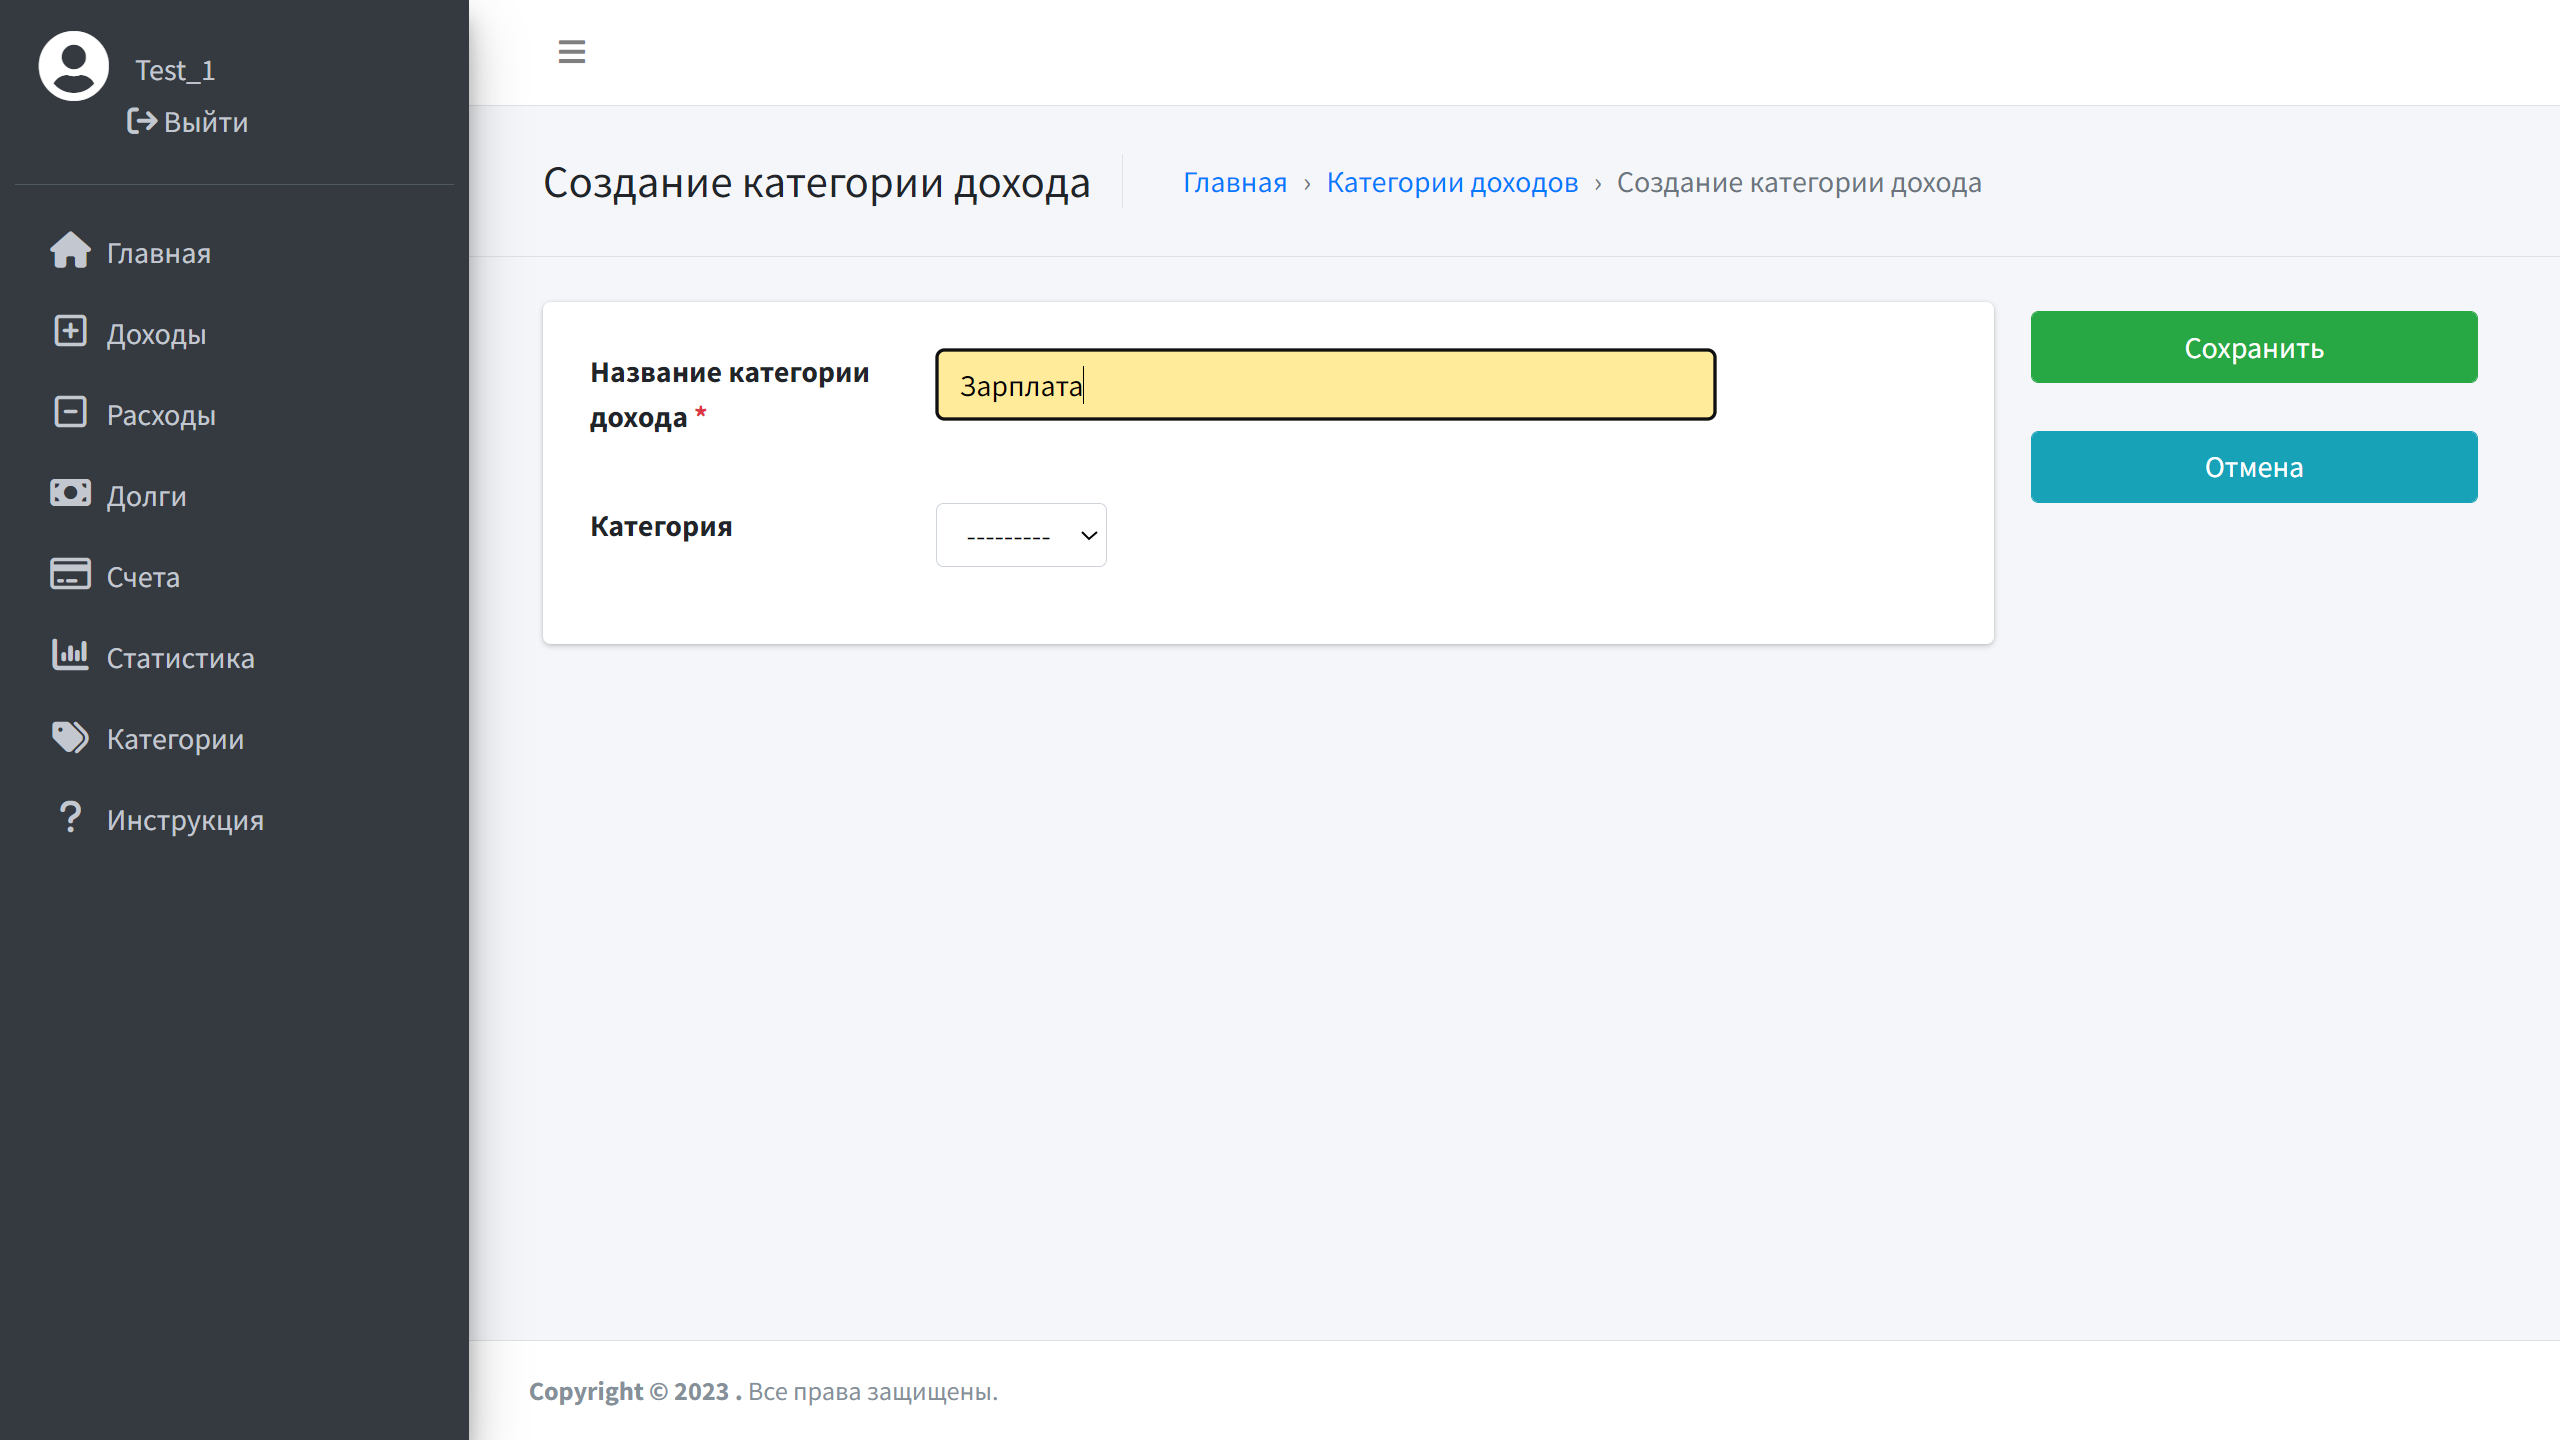 Test_1
Выйти
Главная
Доходы
Расходы
Долги
Счета
Статистика
Категории
Инструкция
Создание категории дохода
Главная › Категории доходов › Создание категории дохода
Название категории
дохода *
Зарплата
Категория
---------
Сохранить
Отмена
Copyright © 2023 . Все права защищены.